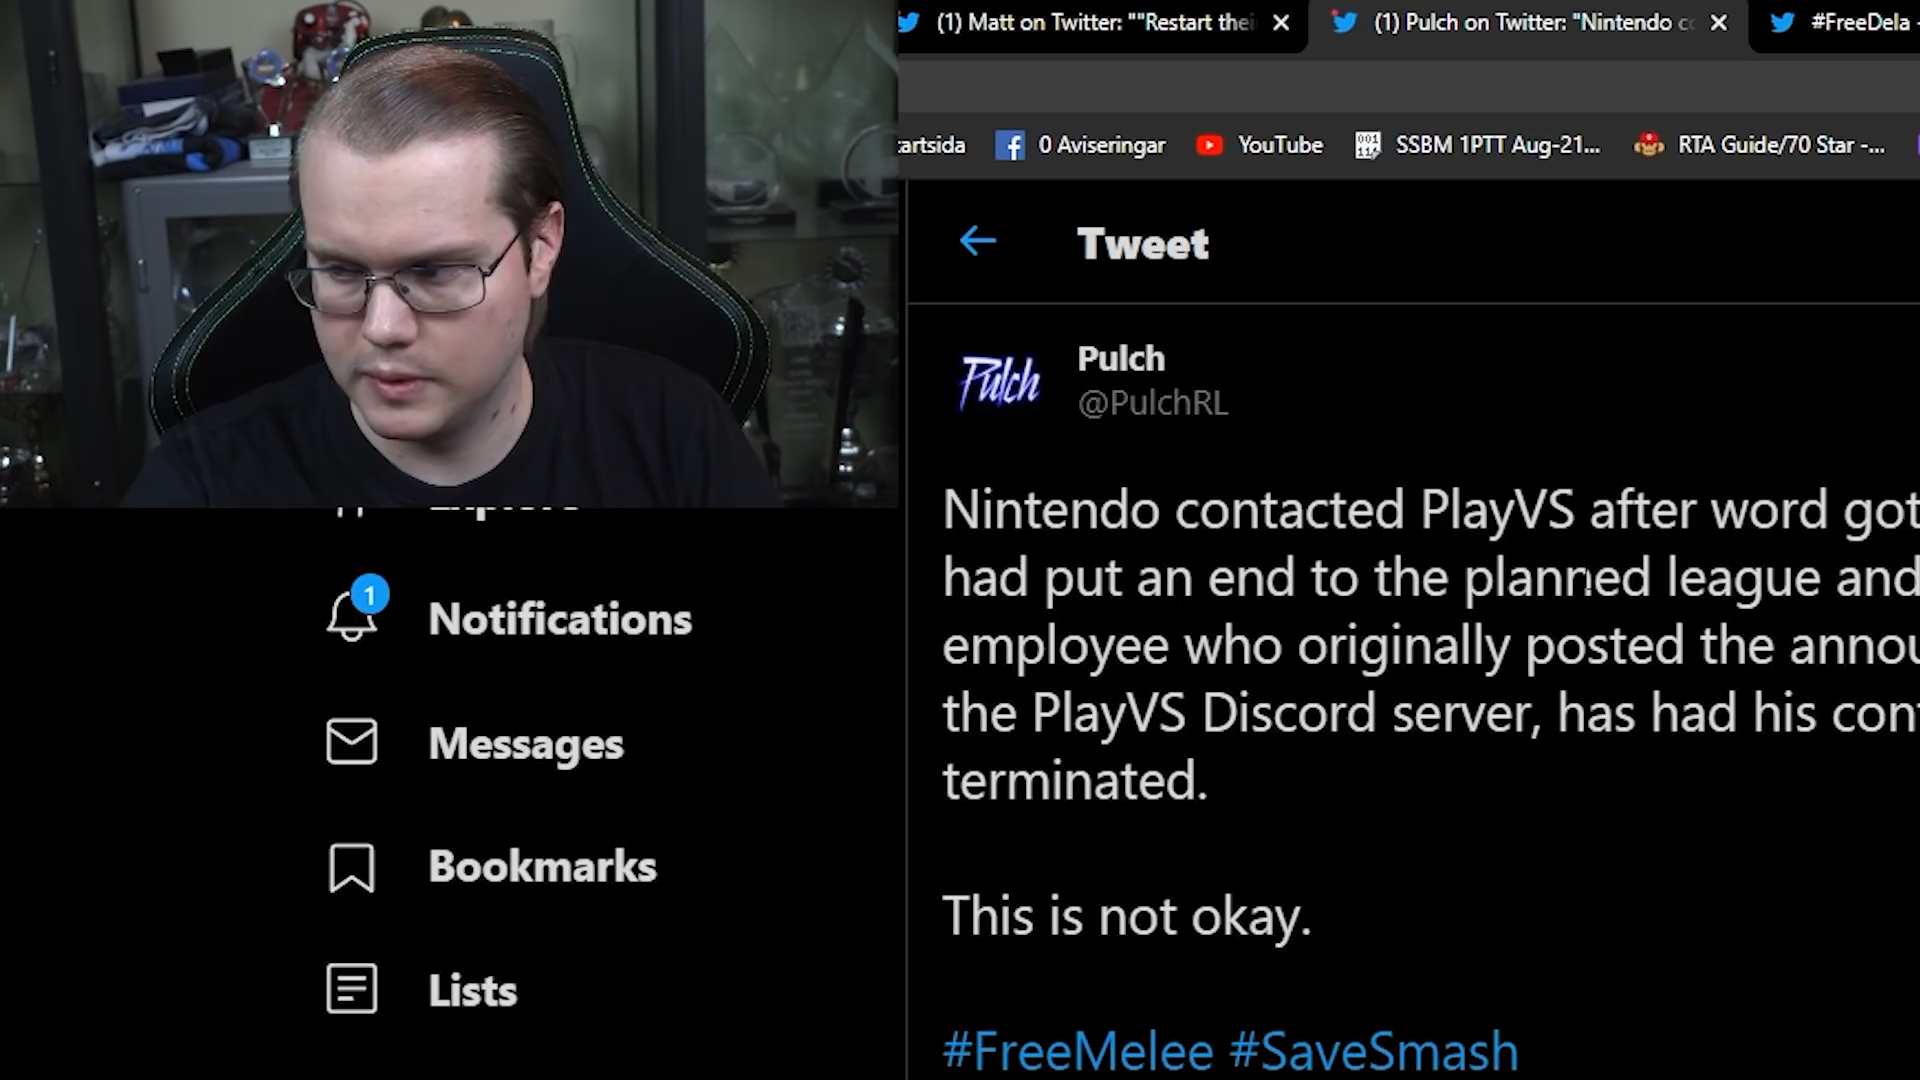 (1) Matt on Twitter: ""Restart thei
(1) Pulch on Twitter: "Nintendo co
#FreeDela
artsida
0 Aviseringar
YouTube
SSBM 1PTT Aug-21...
RTA Guide/70 Star -...
Tweet
Pulch
Pulch
@PulchRL
Nintendo contacted PlayVS after word got
had put an end to the planned league and
employee who originally posted the annou
the PlayVS Discord server, has had his con
terminated.
This is not okay.
#FreeMelee #SaveSmash
Explore
1
Notifications
Messages
Bookmarks
Lists